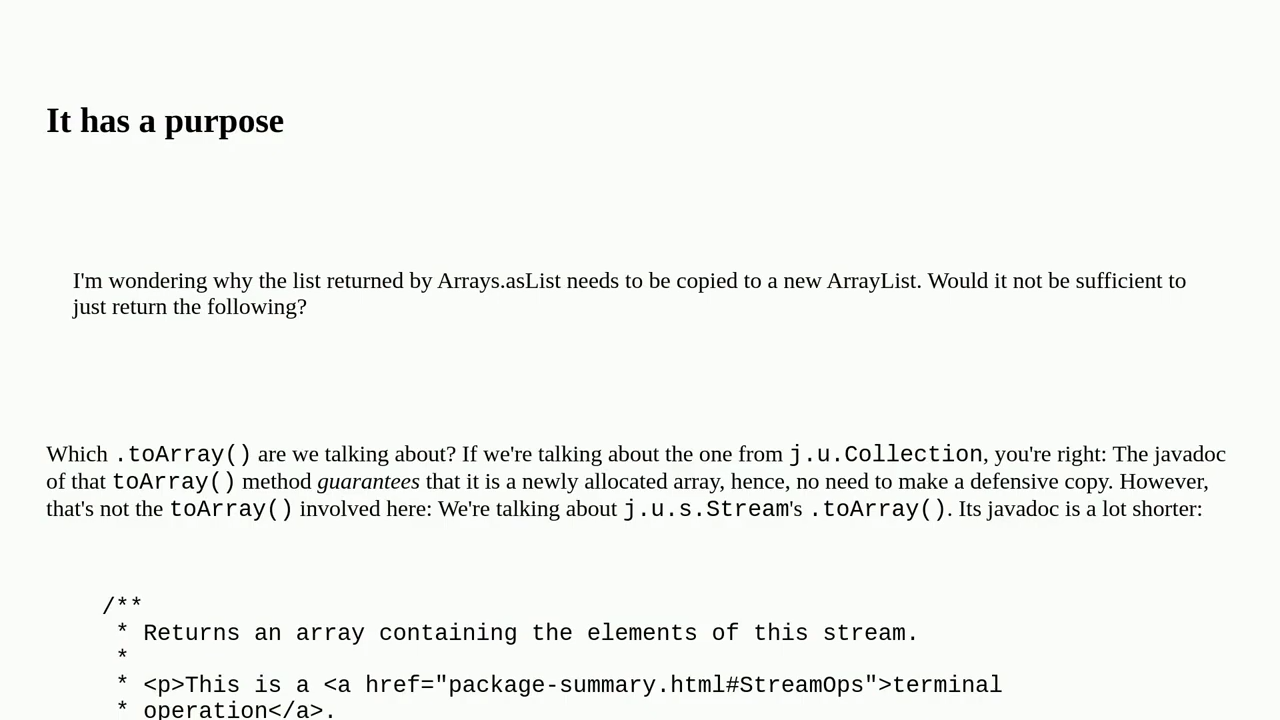 It has a purpose
I'm wondering why the list returned by Arrays.asList needs to be copied to a new ArrayList. Would it not be sufficient to
just return the following?
Which .toArray() are we talking about? If we're talking about the one from j.u.Collection, you're right: The javadoc
of that toArray() method guarantees that it is a newly allocated array, hence, no need to make a defensive copy. However,
that's not the toArray() involved here: We're talking about j.u.s.Stream's .toArray(). Its javadoc is a lot shorter:
/**
 * Returns an array containing the elements of this stream.
 *
 * <p>This is a <a href="package-summary.html#StreamOps">terminal
 * operation</a>.